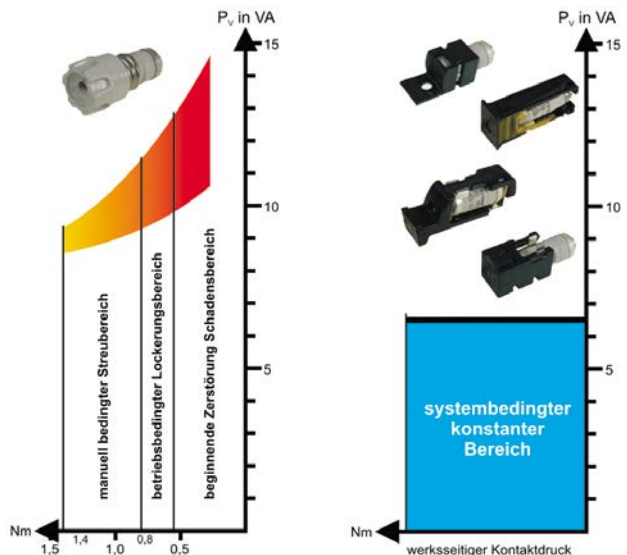 Pv in VA
15
10
5
manuell bedingter Streubereich
betriebsbedingter Lockerungsbereich
beginnende Zerstörung Schadensbereich
Nm
1,5
1,4
1,0
0,8
0,5
Pv in VA
15
10
5
systembedingter
konstanter
Bereich
Nm
werksseitiger Kontaktdruck